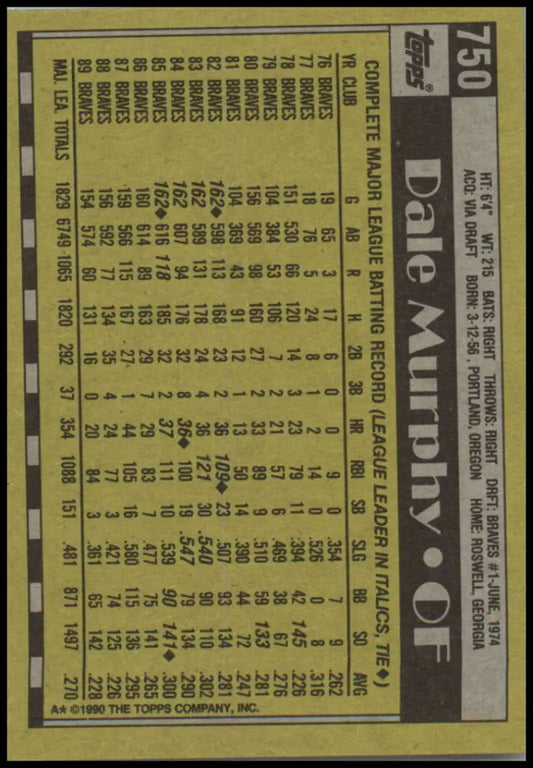 750
HT: 6'4" WT: 215 BATS: RIGHT THROWS: RIGHT DRFT: BRAVES #1-JUNE, 1974
ACQ: VIA DRAFT BORN: 3-12-56, PORTLAND, OREGON HOME: ROSWELL, GEORGIA
topps®
Dale Murphy • OF
COMPLETE MAJOR LEAGUE BATTING RECORD (LEAGUE LEADER IN ITALICS, TIE◆)
YR CLUB G AB R H 2B 3B HR RBI SB SLG BB SO AVG
76 BRAVES 19 65 3 17 6 0 0 9 0 .354 7 9 .262
77 BRAVES 18 76 5 24 8 1 2 14 0 .526 0 8 .316
78 BRAVES 151 530 66 120 14 3 23 79 11 .394 42 145 .226
79 BRAVES 104 384 53 106 7 2 21 57 6 .469 38 67 .276
80 BRAVES 156 569 98 160 27 2 33 89 9 .510 59 133 .281
81 BRAVES 104 369 43 91 12 1 13 50 14 .390 44 72 .247
82 BRAVES 162◆ 598 113 168 23 2 36 109◆ 23 .507 93 134 .281
83 BRAVES 162 589 131 178 24 4 36 121 30 .540 90 110 .302
84 BRAVES 162 607 94 176 32 8 36◆ 100 19 .547 79 134 .290
85 BRAVES 162◆ 616 118 185 32 2 37 111 10 .539 90 141◆ .300
86 BRAVES 160 614 89 163 29 7 29 83 7 .477 75 141 .265
87 BRAVES 159 566 115 167 27 1 44 105 16 .580 115 136 .295
88 BRAVES 156 592 77 134 35 4 24 77 3 .421 74 125 .226
89 BRAVES 154 574 60 131 16 0 20 84 3 .361 65 142 .228
MAJ. LEA. TOTALS 1829 6749 1065 1820 292 37 354 1088 151 .481 871 1497 .270
A* ©1990 THE TOPPS COMPANY, INC.